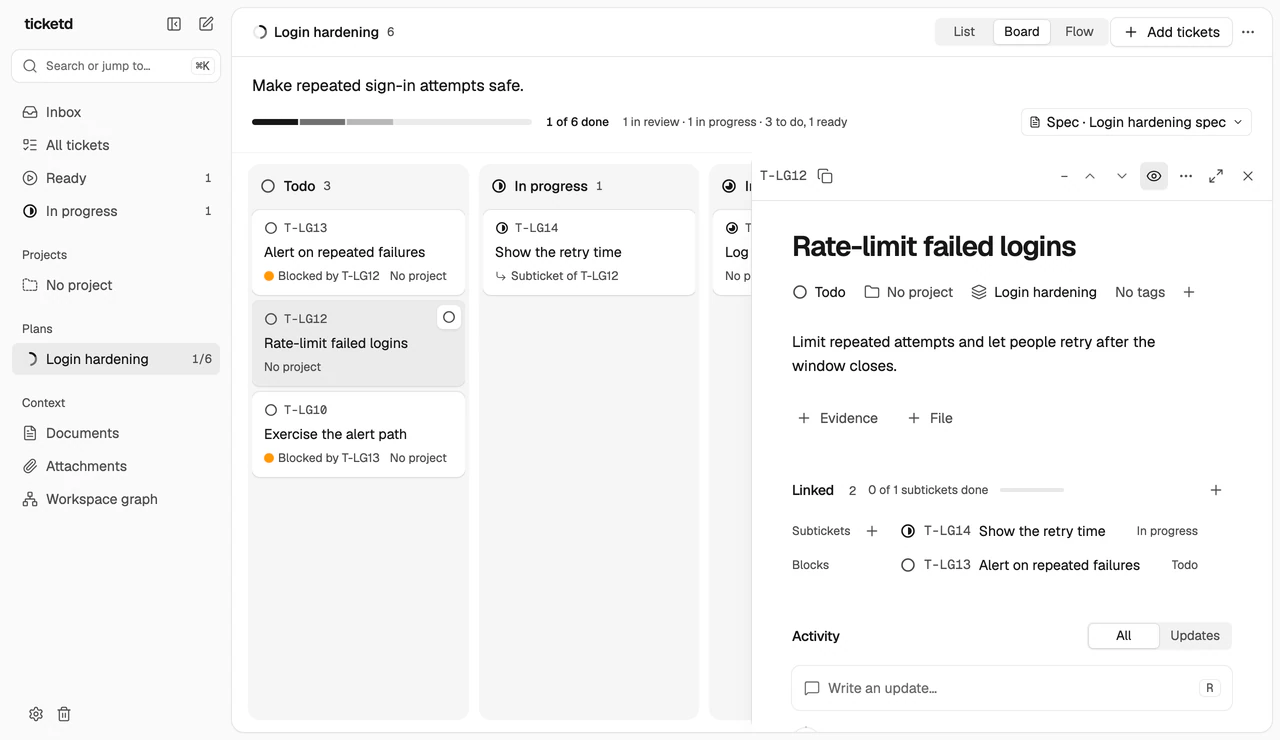 ticketd
Search or jump to...
⌘K
Inbox
All tickets
Ready 1
In progress 1
Projects
No project
Plans
Login hardening 1/6
Context
Documents
Attachments
Workspace graph
Login hardening 6
List Board Flow
+ Add tickets
Make repeated sign-in attempts safe.
1 of 6 done 1 in review · 1 in progress · 3 to do, 1 ready
Spec · Login hardening spec
Todo 3
T-LG13
Alert on repeated failures
Blocked by T-LG12 No project
T-LG12
Rate-limit failed logins
No project
T-LG10
Exercise the alert path
Blocked by T-LG13 No project
In progress 1
T-LG14
Show the retry time
Subticket of T-LG12
Log
T-LG12
Rate-limit failed logins
Todo No project Login hardening No tags +
Limit repeated attempts and let people retry after the
window closes.
+ Evidence + File
Linked 2 0 of 1 subtickets done +
Subtickets + T-LG14 Show the retry time In progress
Blocks T-LG13 Alert on repeated failures Todo
Activity
All Updates
Write an update...
R